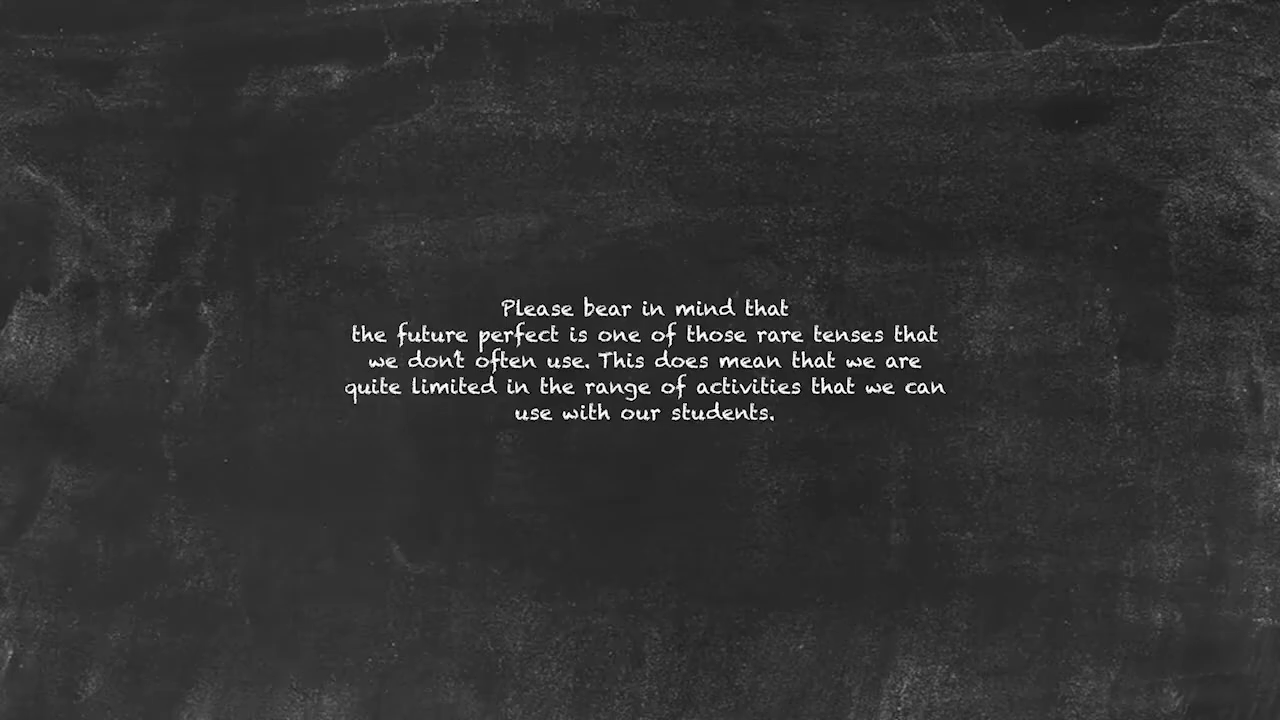 Please bear in mind that
the future perfect is one of those rare tenses that
we don't often use. This does mean that we are
quite limited in the range of activities that we can
use with our students.